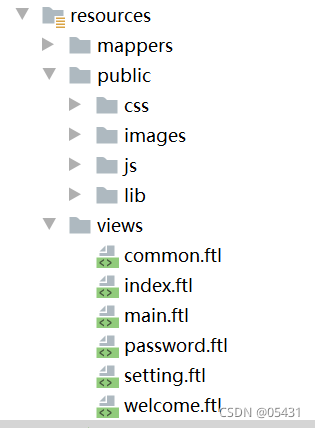 resources
mappers
public
css
images
js
lib
views
common.ftl
index.ftl
main.ftl
password.ftl
setting.ftl
welcome.ftl
CSDN @05431